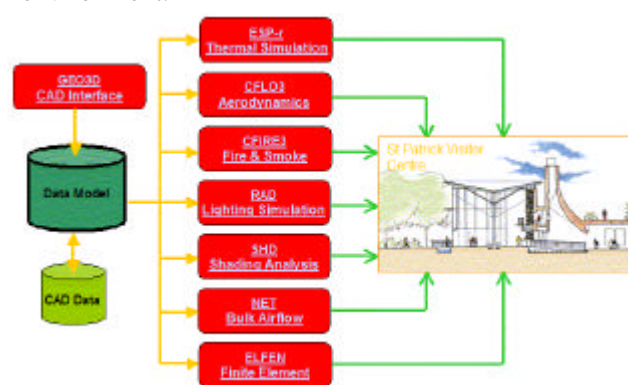 ESP-r
Thermal Simulation
GEO3D
CAD Interface
CFLO3
Aerodynamics
CFIRE3
Fire & Smoke
St Patrick Visitor
Centre
Data Model
RAD
Lighting Simulation
SHD
Shading Analysis
CAD Data
NET
Bulk Airflow
ELFEN
Finite Element